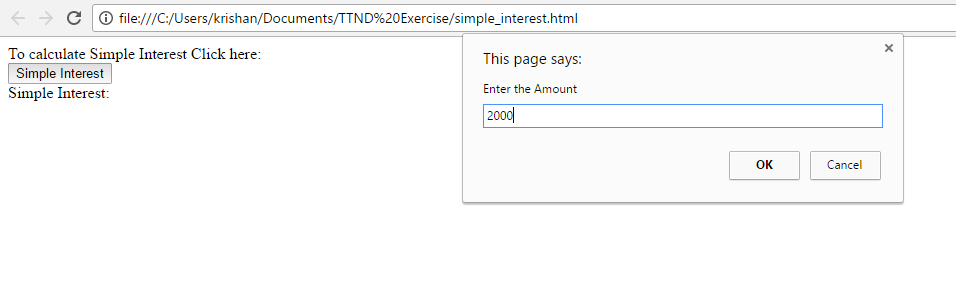 file:///C:/Users/krishan/Documents/TTND%20Exercise/simple_interest.html
To calculate Simple Interest Click here:
Simple Interest
Simple Interest:
This page says:
Enter the Amount
2000
OK Cancel